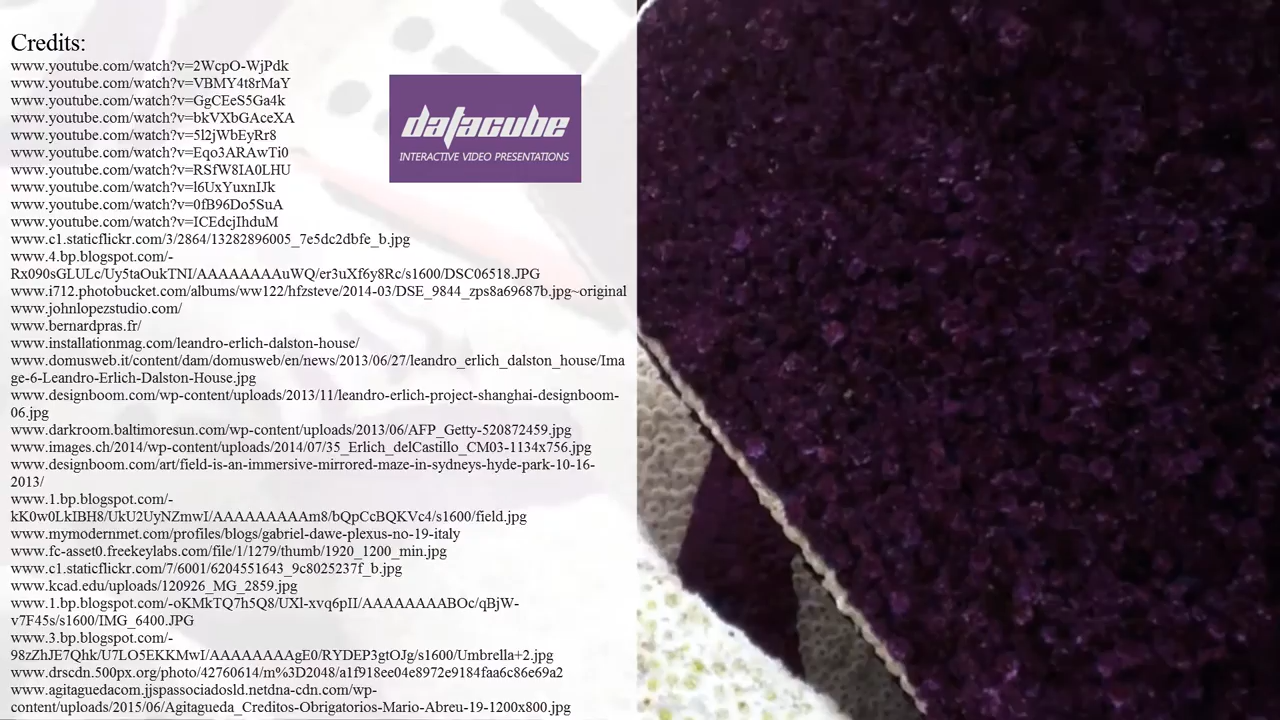 Credits:
www.youtube.com/watch?v=2WcpO-WjPdk
www.youtube.com/watch?v=VBMY4t8rMaY
www.youtube.com/watch?v=GgCEeS5Ga4k
www.youtube.com/watch?v=bkVXbGAceXA
www.youtube.com/watch?v=5l2jWbEyRr8
www.youtube.com/watch?v=Eqo3ARAwTi0
www.youtube.com/watch?v=RSfW8IA0LHU
www.youtube.com/watch?v=l6UxYuxnIJk
www.youtube.com/watch?v=0fB96Do5SuA
www.youtube.com/watch?v=ICEdcjIhduM
www.c1.staticflickr.com/3/2864/13282896005_7e5dc2dbfe_b.jpg
www.4.bp.blogspot.com/-
Rx090sGLULc/Uy5taOukTNI/AAAAAAAAuWQ/er3uXf6y8Rc/s1600/DSC06518.JPG
www.i712.photobucket.com/albums/ww122/hfzsteve/2014-03/DSE_9844_zps8a69687b.jpg~original
www.johnlopezstudio.com/
www.bernardpras.fr/
www.installationmag.com/leandro-erlich-dalston-house/
www.domusweb.it/content/dam/domusweb/en/news/2013/06/27/leandro_erlich_dalston_house/Ima
ge-6-Leandro-Erlich-Dalston-House.jpg
www.designboom.com/wp-content/uploads/2013/11/leandro-erlich-project-shanghai-designboom-
06.jpg
www.darkroom.baltimoresun.com/wp-content/uploads/2013/06/AFP_Getty-520872459.jpg
www.images.ch/2014/wp-content/uploads/2014/07/35_Erlich_delCastillo_CM03-1134x756.jpg
www.designboom.com/art/field-is-an-immersive-mirrored-maze-in-sydneys-hyde-park-10-16-
2013/
www.1.bp.blogspot.com/-
kK0w0LkIBH8/UkU2UyNZmwI/AAAAAAAAAm8/bQpCcBQKVc4/s1600/field.jpg
www.mymodernmet.com/profiles/blogs/gabriel-dawe-plexus-no-19-italy
www.fc-asset0.freekeylabs.com/file/1/1279/thumb/1920_1200_min.jpg
www.c1.staticflickr.com/7/6001/6204551643_9c8025237f_b.jpg
www.kcad.edu/uploads/120926_MG_2859.jpg
www.1.bp.blogspot.com/-oKMkTQ7h5Q8/UXl-xvq6pII/AAAAAAAABOc/qBjW-
v7F45s/s1600/IMG_6400.JPG
www.3.bp.blogspot.com/-
98zZhJE7Qhk/U7LO5EKKMwI/AAAAAAAAgE0/RYDEP3gtOJg/s1600/Umbrella+2.jpg
www.drscdn.500px.org/photo/42760614/m%3D2048/a1f918ee04e8972e9184faa6c86e69a2
www.agitaguedacom.jjspassociadosld.netdna-cdn.com/wp-
content/uploads/2015/06/Agitagueda_Creditos-Obrigatorios-Mario-Abreu-19-1200x800.jpg
datacube
INTERACTIVE VIDEO PRESENTATIONS